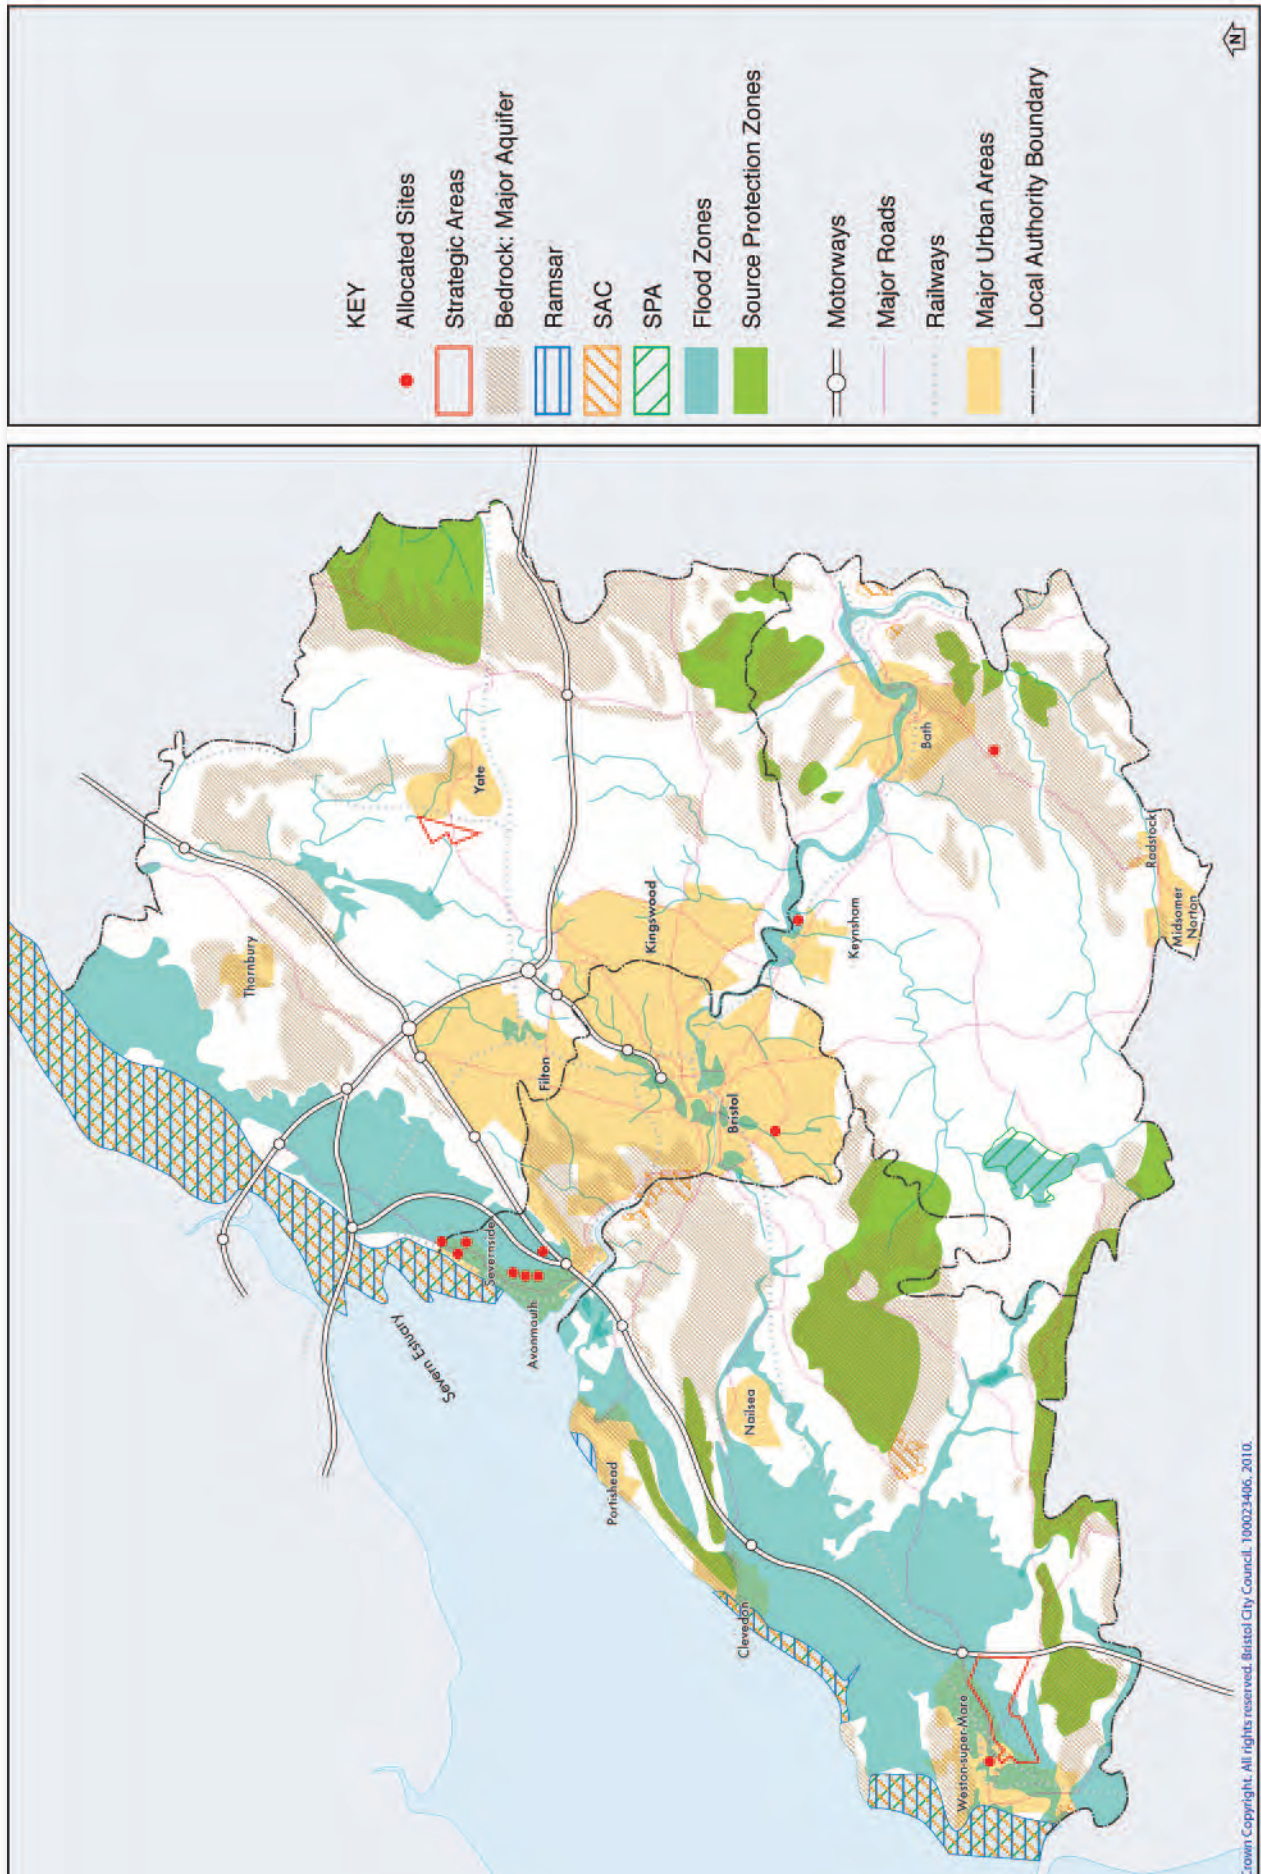 KEY
Allocated Sites
Strategic Areas
Bedrock: Major Aquifer
Ramsar
SAC
SPA
Flood Zones
Source Protection Zones
Motorways
Major Roads
Railways
Major Urban Areas
Local Authority Boundary
N
Thornbury
Yate
Severn Estuary
Severnside
Avonmouth
Filton
Kingswood
Portishead
Bristol
Clevedon
Nailsea
Keynsham
Bath
Weston-super-Mare
Radstock
Midsomer
Norton
Crown Copyright. All rights reserved. Bristol City Council. 100023406. 2010.